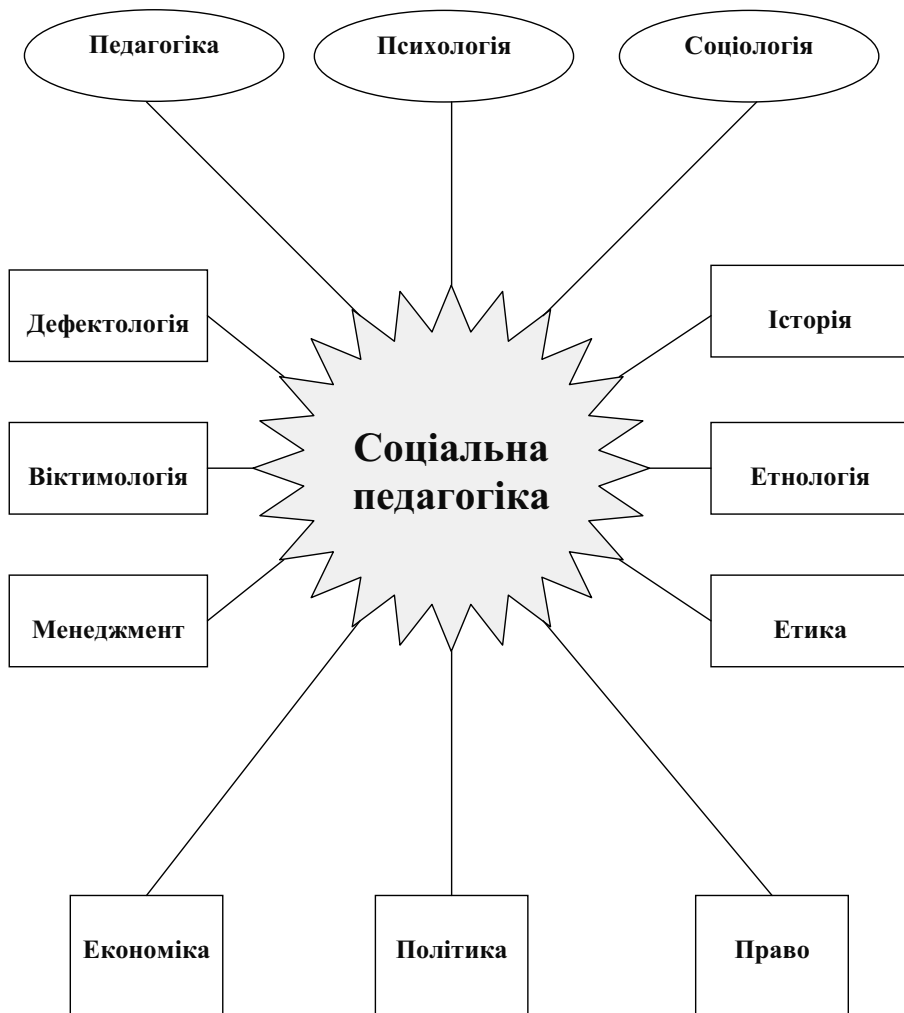 Педагогіка
Психологія
Соціологія
Дефектологія
Історія
Соціальна
педагогіка
Віктимологія
Етнологія
Менеджмент
Етика
Економіка
Політика
Право